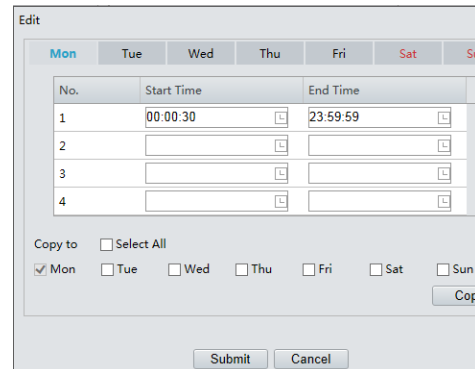 Edit
Mon Tue Wed Thu Fri Sat
No. Start Time End Time
1 00:00:30 23:59:59
2
3
4
Copy to Select All
Mon Tue Wed Thu Fri Sat Sun
Submit Cancel